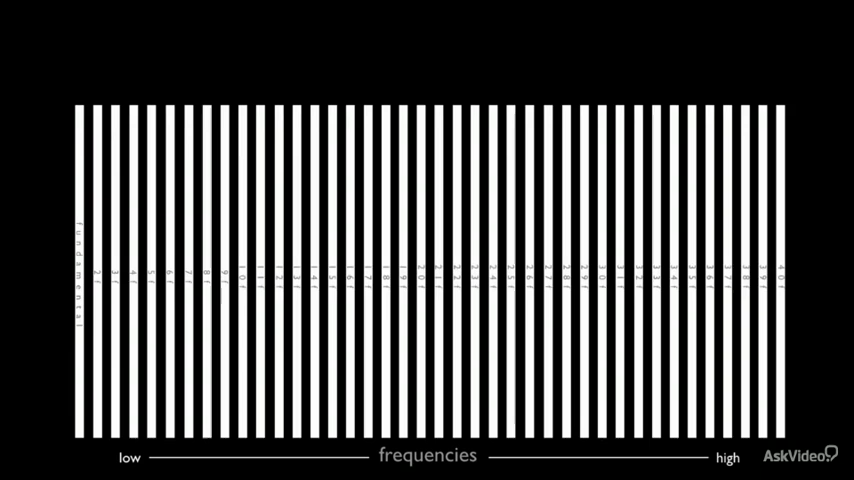 fundamental
2f
3f
4f
5f
6f
7f
8f
9f
10f
11f
12f
13f
14f
15f
16f
17f
18f
19f
20f
21f
22f
23f
24f
25f
26f
27f
28f
29f
30f
31f
32f
33f
34f
35f
36f
37f
38f
39f
40f
low frequencies high
AskVideo